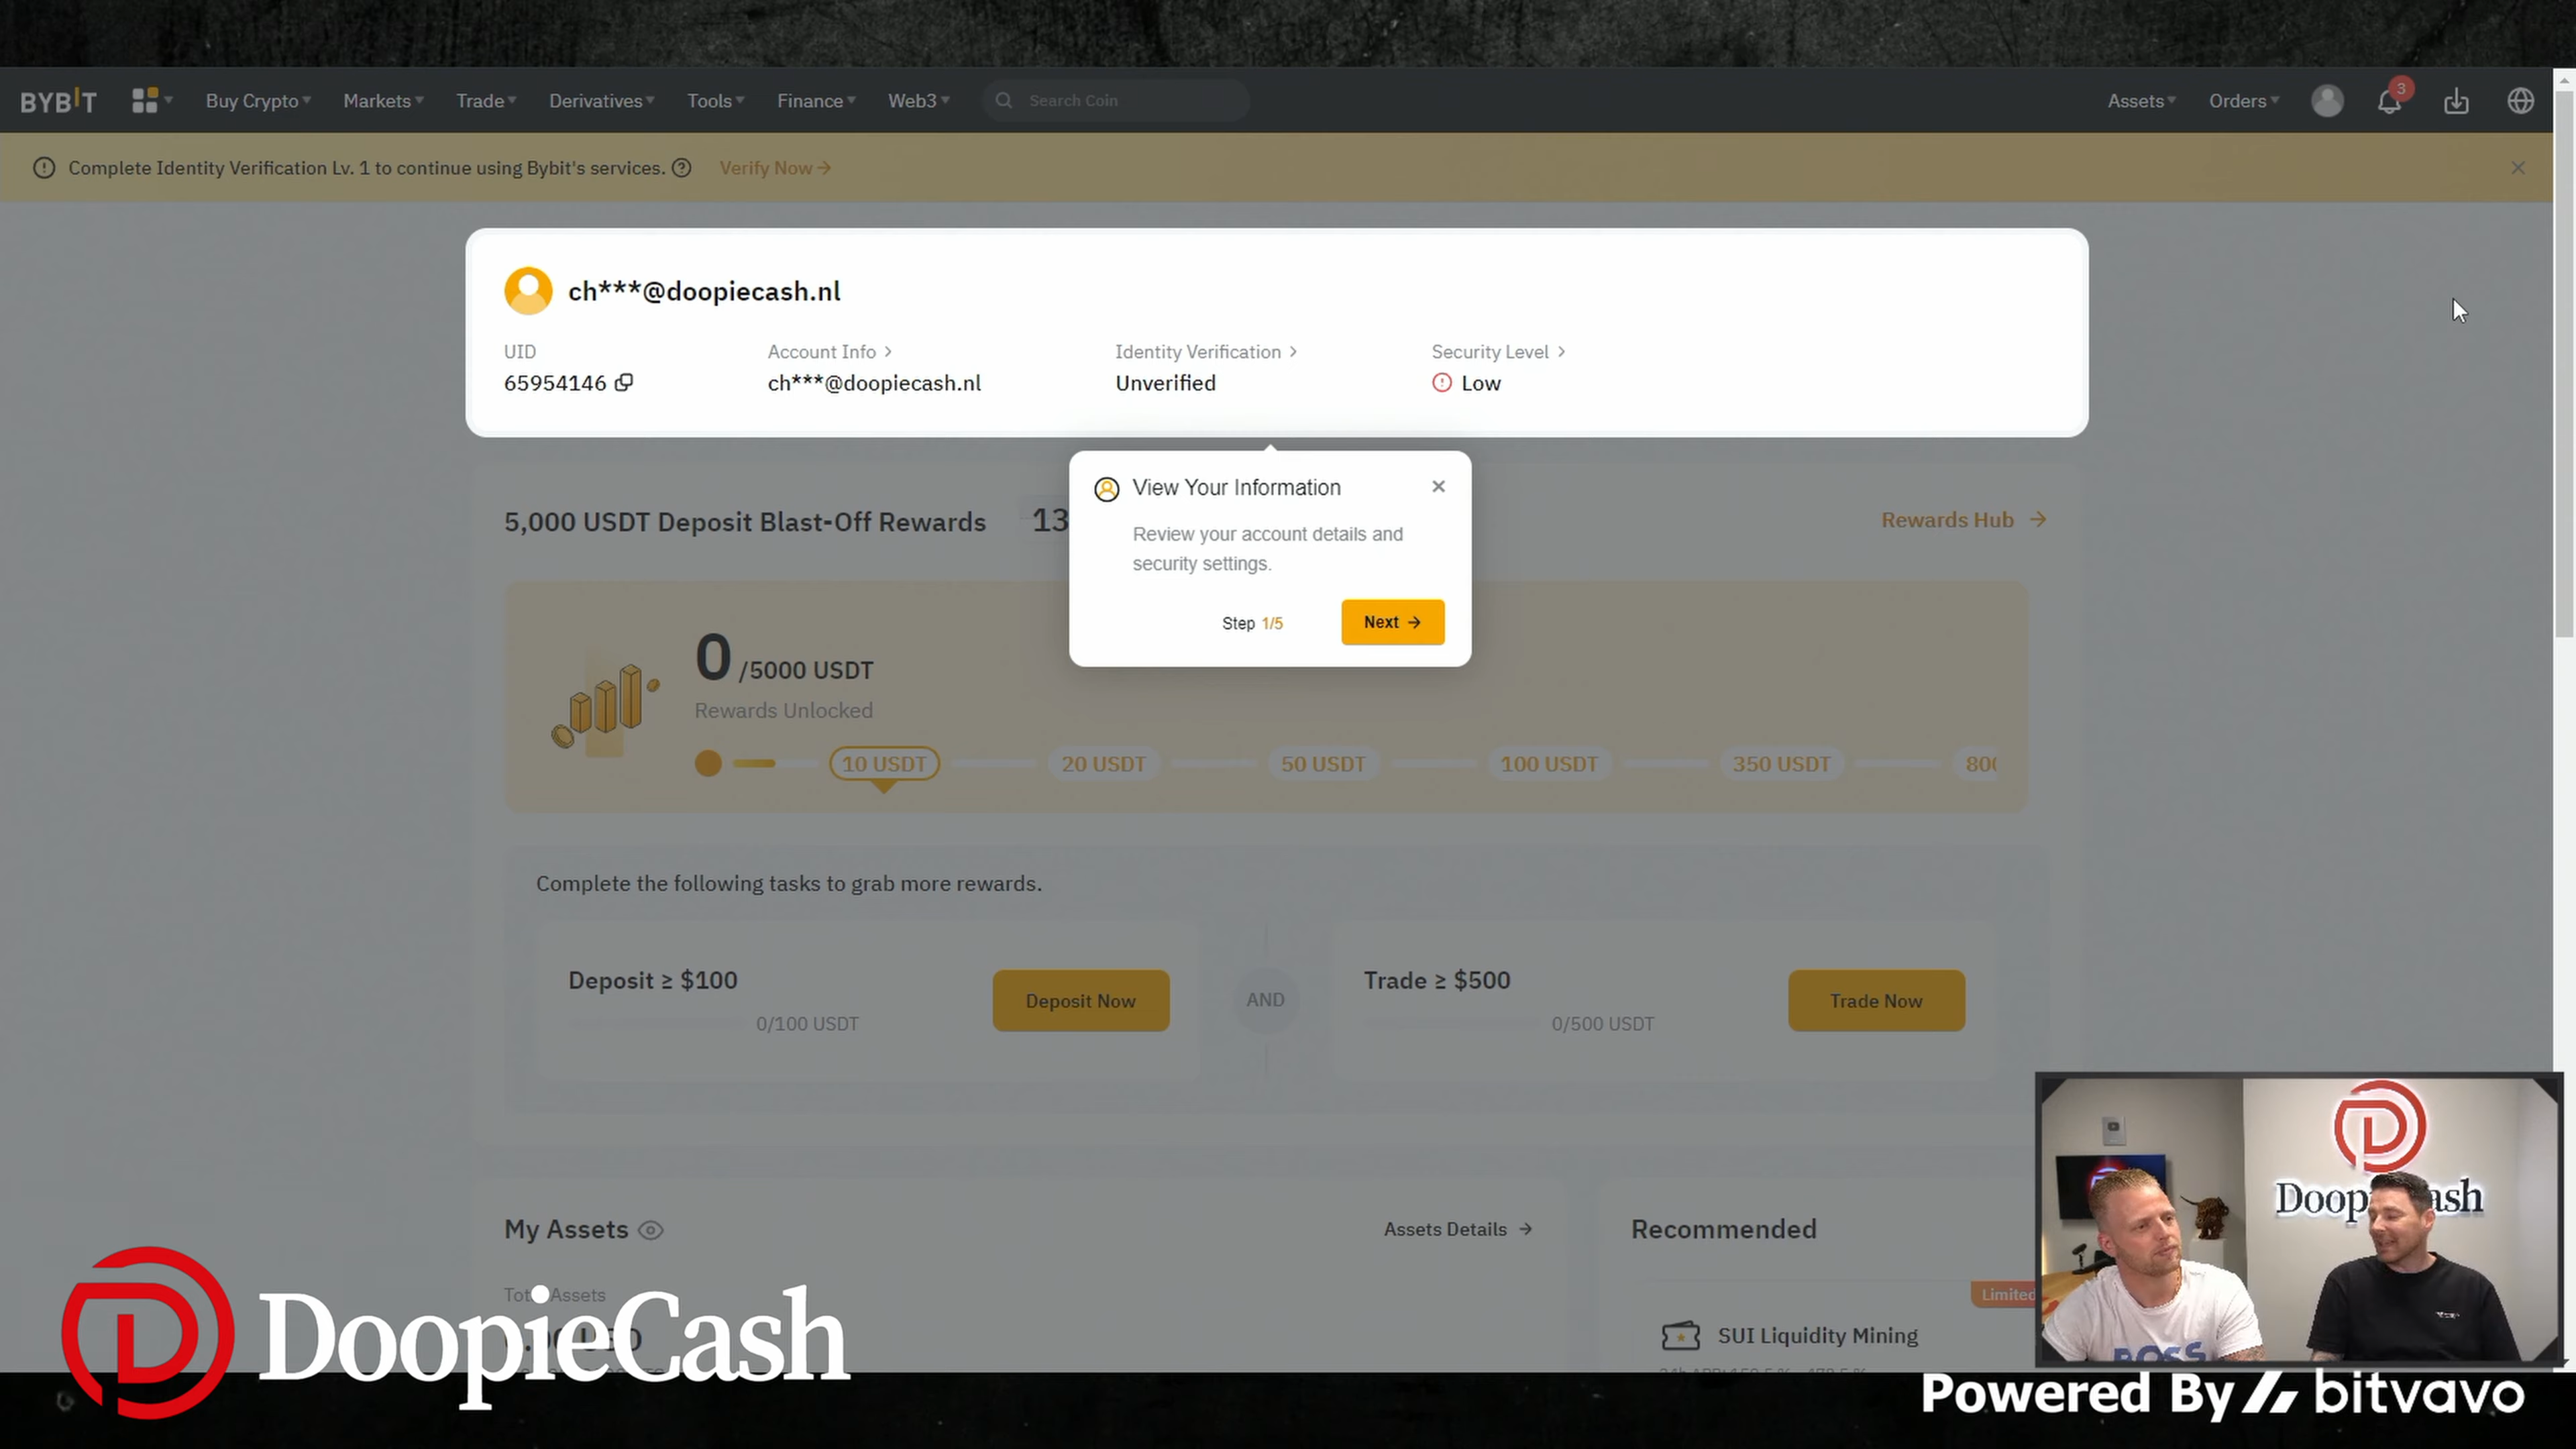 BYBIT
Buy Crypto
Markets
Trade
Derivatives
Tools
Finance
Web3
Search Coin
Assets
Orders
3
Complete Identity Verification Lv. 1 to continue using Bybit's services.
Verify Now
ch***@doopiecash.nl
UID
Account Info
Identity Verification
Security Level
65954146
ch***@doopiecash.nl
Unverified
Low
View Your Information
Review your account details and
security settings.
Step 1/5
Next
5,000 USDT Deposit Blast-Off Rewards
13
Rewards Hub
0 /5000 USDT
Rewards Unlocked
10 USDT
20 USDT
50 USDT
100 USDT
350 USDT
Complete the following tasks to grab more rewards.
Deposit ≥ $100
0/100 USDT
Deposit Now
AND
Trade ≥ $500
0/500 USDT
Trade Now
My Assets
Assets Details
Recommended
Assets
Limited
SUI Liquidity Mining
DoopieCash
BOSS
DoopieCash
Powered By bitvavo